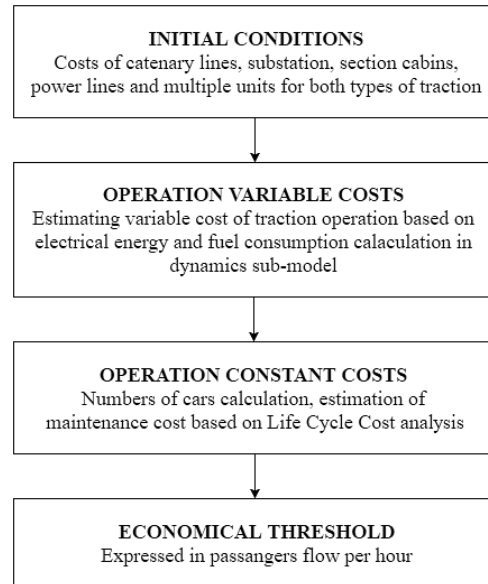 INITIAL CONDITIONS
Costs of catenary lines, substation, section cabins,
power lines and multiple units for both types of traction
OPERATION VARIABLE COSTS
Estimating variable cost of traction operation based on
electrical energy and fuel consumption calaculation in
dynamics sub-model
OPERATION CONSTANT COSTS
Numbers of cars calculation, estimation of
maintenance cost based on Life Cycle Cost analysis
ECONOMICAL THRESHOLD
Expressed in passangers flow per hour